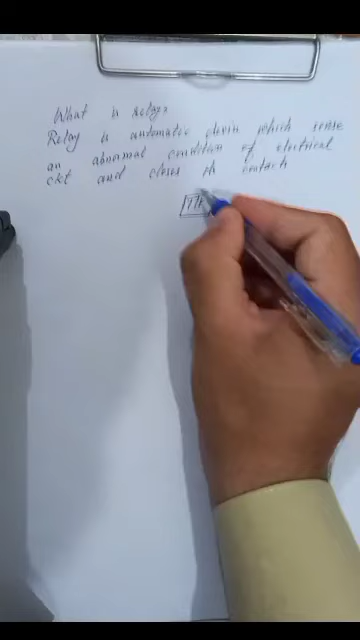 What is Relay?
Relay is automatic device which sense
an abnormal condition of electrical
ckt and closes its contacts